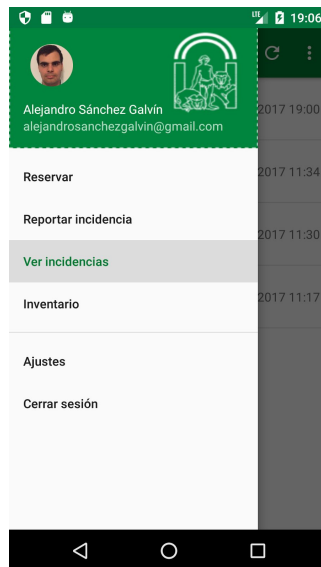 LTE 19:06
Alejandro Sánchez Galvín
alejandrosanchezgalvin@gmail.com
2017 19:00
Reservar
2017 11:34
Reportar incidencia
2017 11:30
Ver incidencias
Inventario
2017 11:17
Ajustes
Cerrar sesión